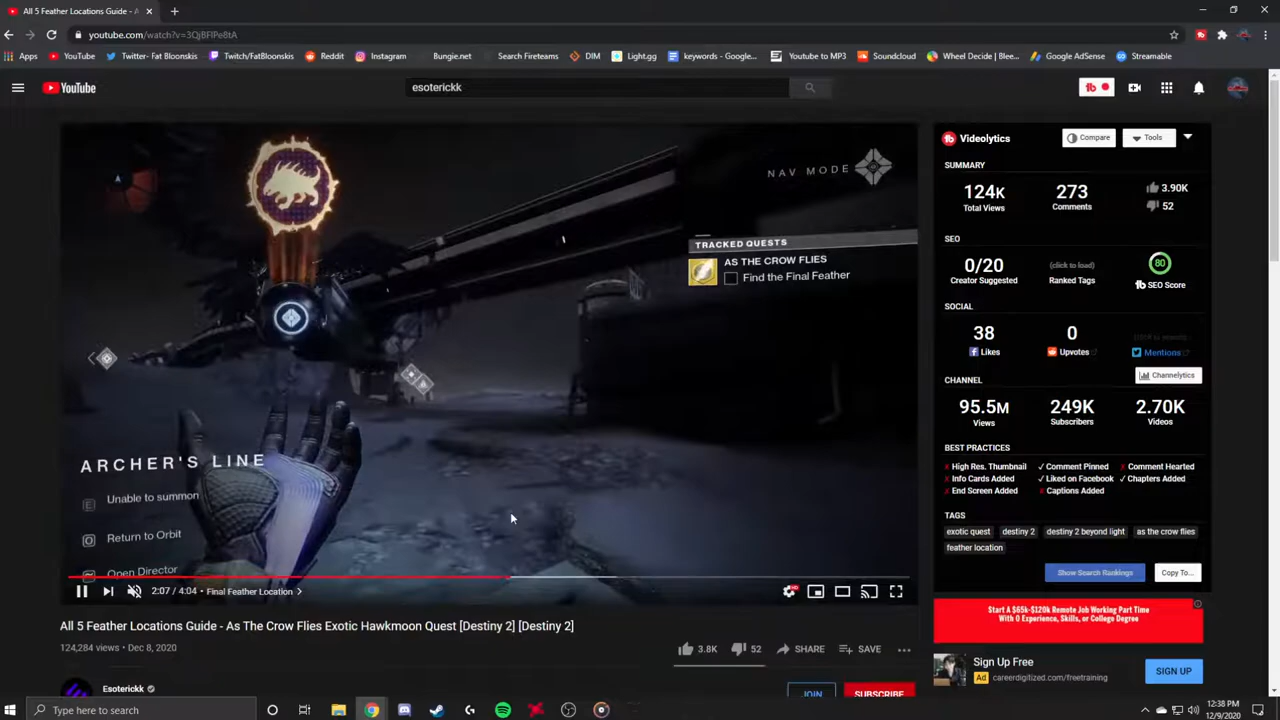 All 5 Feather Locations Guide - A
youtube.com/watch?v=3QjBFlPe8tA
Apps YouTube Twitter- Fat Bloonskis Twitch/FatBloonskis Reddit Instagram Bungie.net Search Fireteams DIM Light.gg keywords - Google... YouTube to MP3 Soundcloud Wheel Decide | Blee... Google AdSense Streamable
YouTube
esoterickk
NAV MODE
TRACKED QUESTS
AS THE CROW FLIES
Find the Final Feather
ARCHER'S LINE
E Unable to summon
Return to Orbit
Open Director
2:07 / 4:04 • Final Feather Location
All 5 Feather Locations Guide - As The Crow Flies Exotic Hawkmoon Quest [Destiny 2] [Destiny 2]
124,284 views • Dec 8, 2020
3.8K 52 SHARE SAVE
Esoterickk
JOIN SUBSCRIBE
tb Videolytics Compare Tools
SUMMARY
124K 273 3.90K
Total Views Comments 52
SEO
0/20 (click to load) 80
Creator Suggested Ranked Tags tb SEO Score
SOCIAL
38 0
Likes Upvotes Mentions
CHANNEL Channelytics
95.5M 249K 2.70K
Views Subscribers Videos
BEST PRACTICES
x High Res. Thumbnail ✓ Comment Pinned x Comment Hearted
x Info Cards Added ✓ Liked on Facebook ✓ Chapters Added
x End Screen Added x Captions Added
TAGS
exotic quest destiny 2 destiny 2 beyond light as the crow flies
feather location
Show Search Rankings Copy To...
Start A $65k-$120k Remote Job Working Part Time
With 0 Experience, Skills, or College Degree
Sign Up Free
Ad careerdigitized.com/freetraining
SIGN UP
Type here to search
12:38 PM
12/9/2020